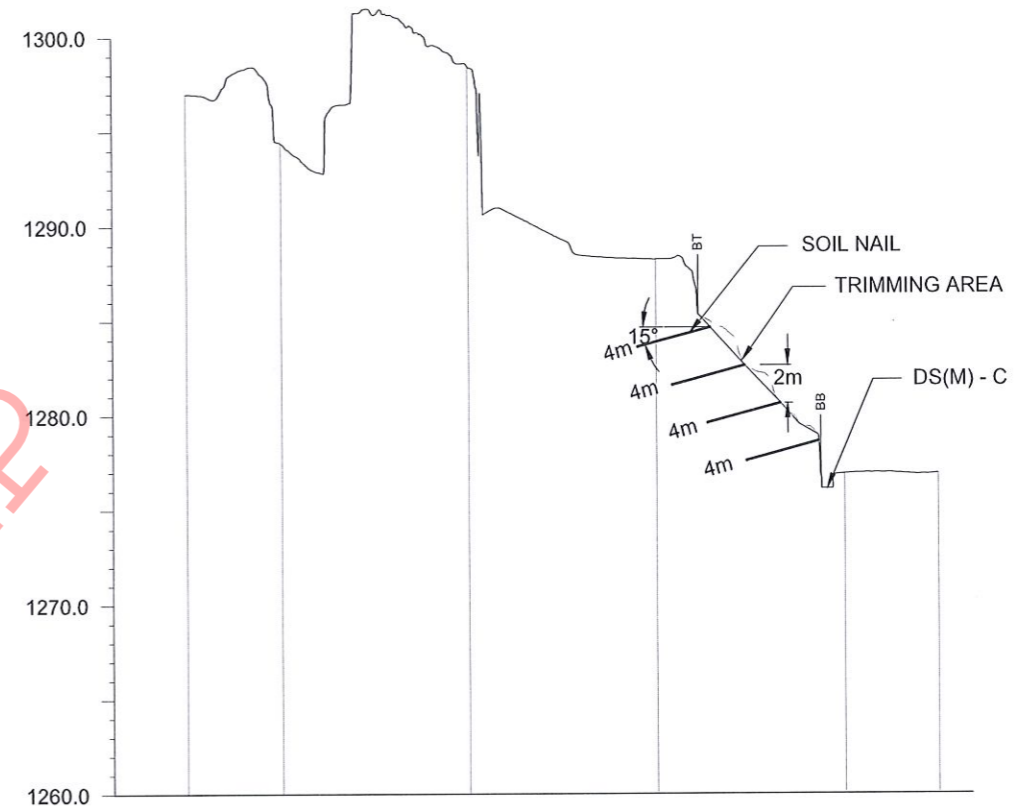 1300.0
1290.0
1280.0
1270.0
1260.0
BT
SOIL NAIL
TRIMMING AREA
15°
4m
4m
2m
DS(M) - C
4m
BB
4m